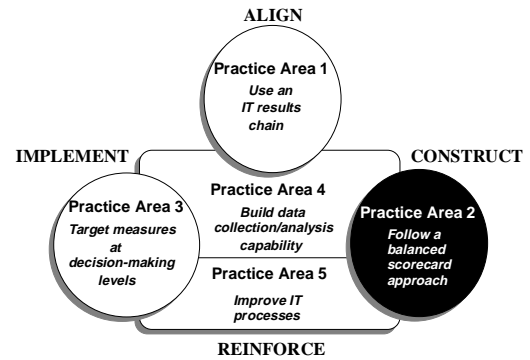 ALIGN
Practice Area 1
Use an
IT results
chain
IMPLEMENT
CONSTRUCT
Practice Area 4
Build data
collection/analysis
capability
Practice Area 3
Target measures
at
decision-making
levels
Practice Area 2
Follow a
balanced
scorecard
approach
Practice Area 5
Improve IT
processes
REINFORCE